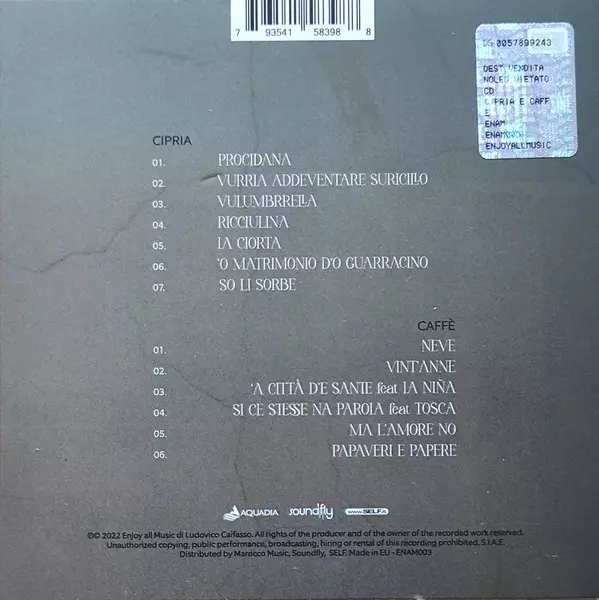 7 93541 58398 8
DG 0057899243
DEST.VENDITA
NOLEG.VIETATO
CD
CIPRIA E CAFF
E
ENAM
ENAM003
ENJOYALLMUSIC
CIPRIA
01. PROCIDANA
02. VURRIA ADDEVENTARE SURICILLO
03. VULUMBRRELLA
04. RICCIULINA
05. LA CIORTA
06. 'O MATRIMONIO D'O GUARRACINO
07. SO LI SORBE
CAFFÈ
01. NEVE
02. VINT'ANNE
03. 'A CITTÀ D'E SANTE feat LA NIÑA
04. SI CE STESSE NA PAROLA feat TOSCA
05. MA L'AMORE NO
06. PAPAVERI E PAPERE
AQUADIA soundfly www.SELF.it
℗© 2022 Enjoy all Music di Ludovico Calfasso. All rights of the producer and of the owner of the recorded work reserved.
Unauthorized copying, public performance, broadcasting, hiring or rental of this recording prohibited. S.I.A.E.
Distributed by Marocco Music, Soundfly, SELF. Made in EU - ENAM003